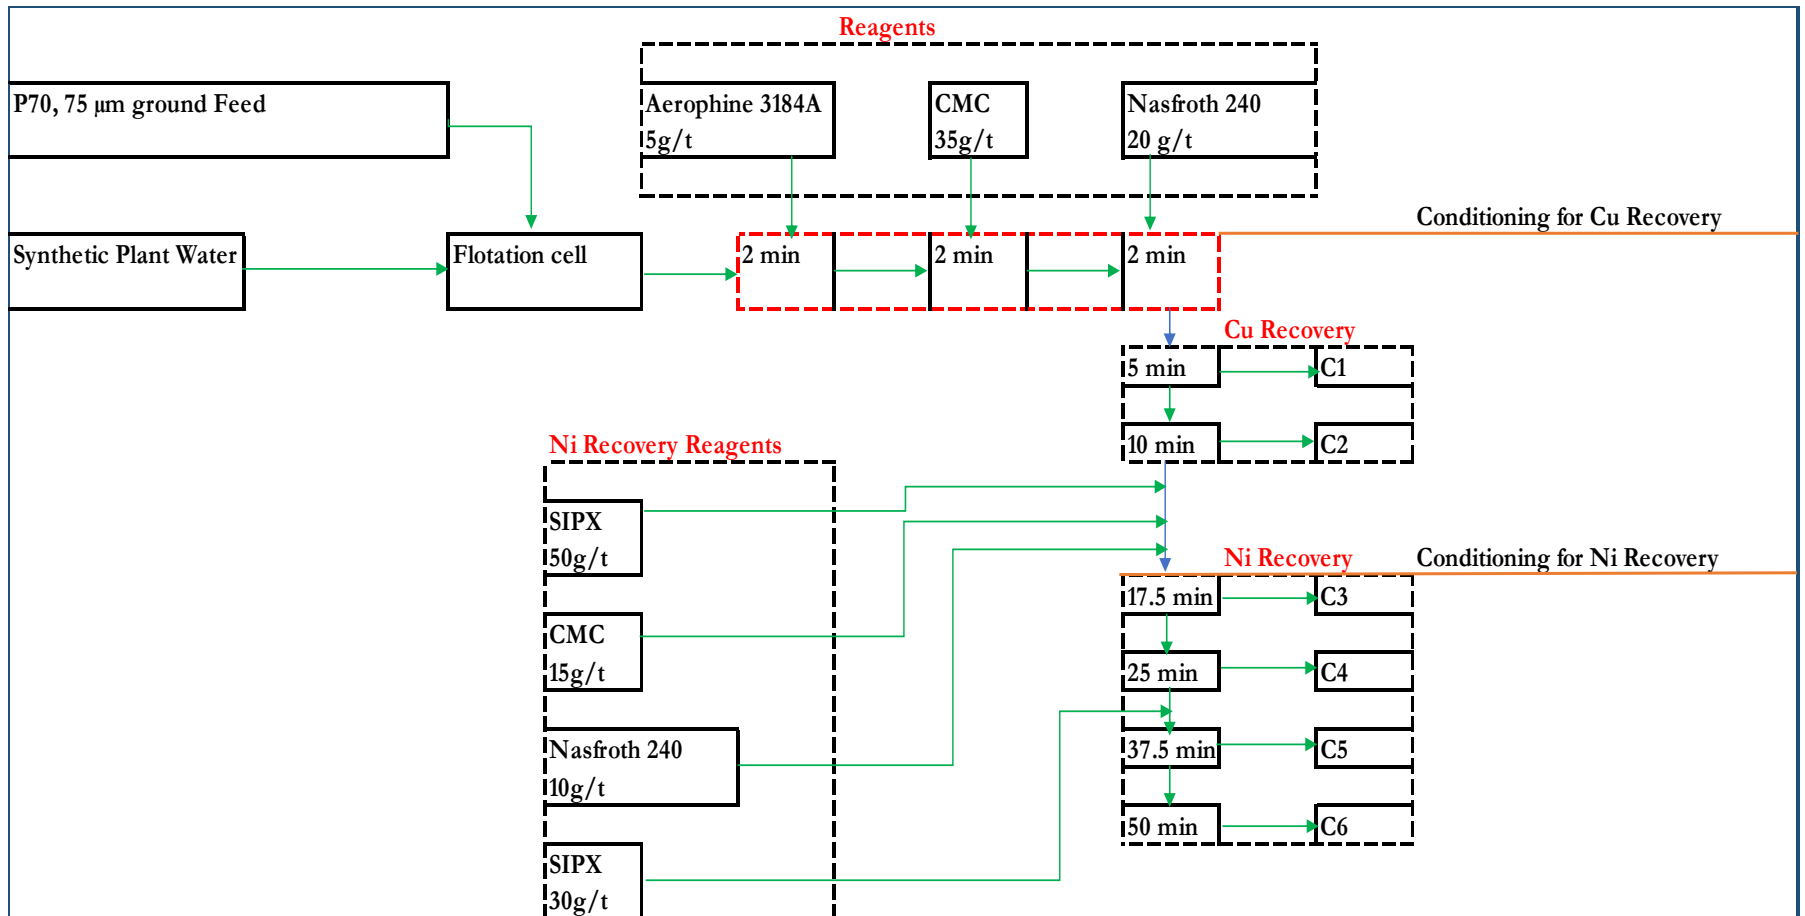 Reagents
P70, 75 µm ground Feed
Aerophine 3184A
5g/t
CMC
35g/t
Nasfroth 240
20 g/t
Conditioning for Cu Recovery
Synthetic Plant Water
Flotation cell
2 min
2 min
2 min
Cu Recovery
5 min
C1
10 min
C2
Ni Recovery Reagents
SIPX
50g/t
Ni Recovery
Conditioning for Ni Recovery
17.5 min
C3
CMC
15g/t
25 min
C4
Nasfroth 240
10g/t
37.5 min
C5
50 min
C6
SIPX
30g/t